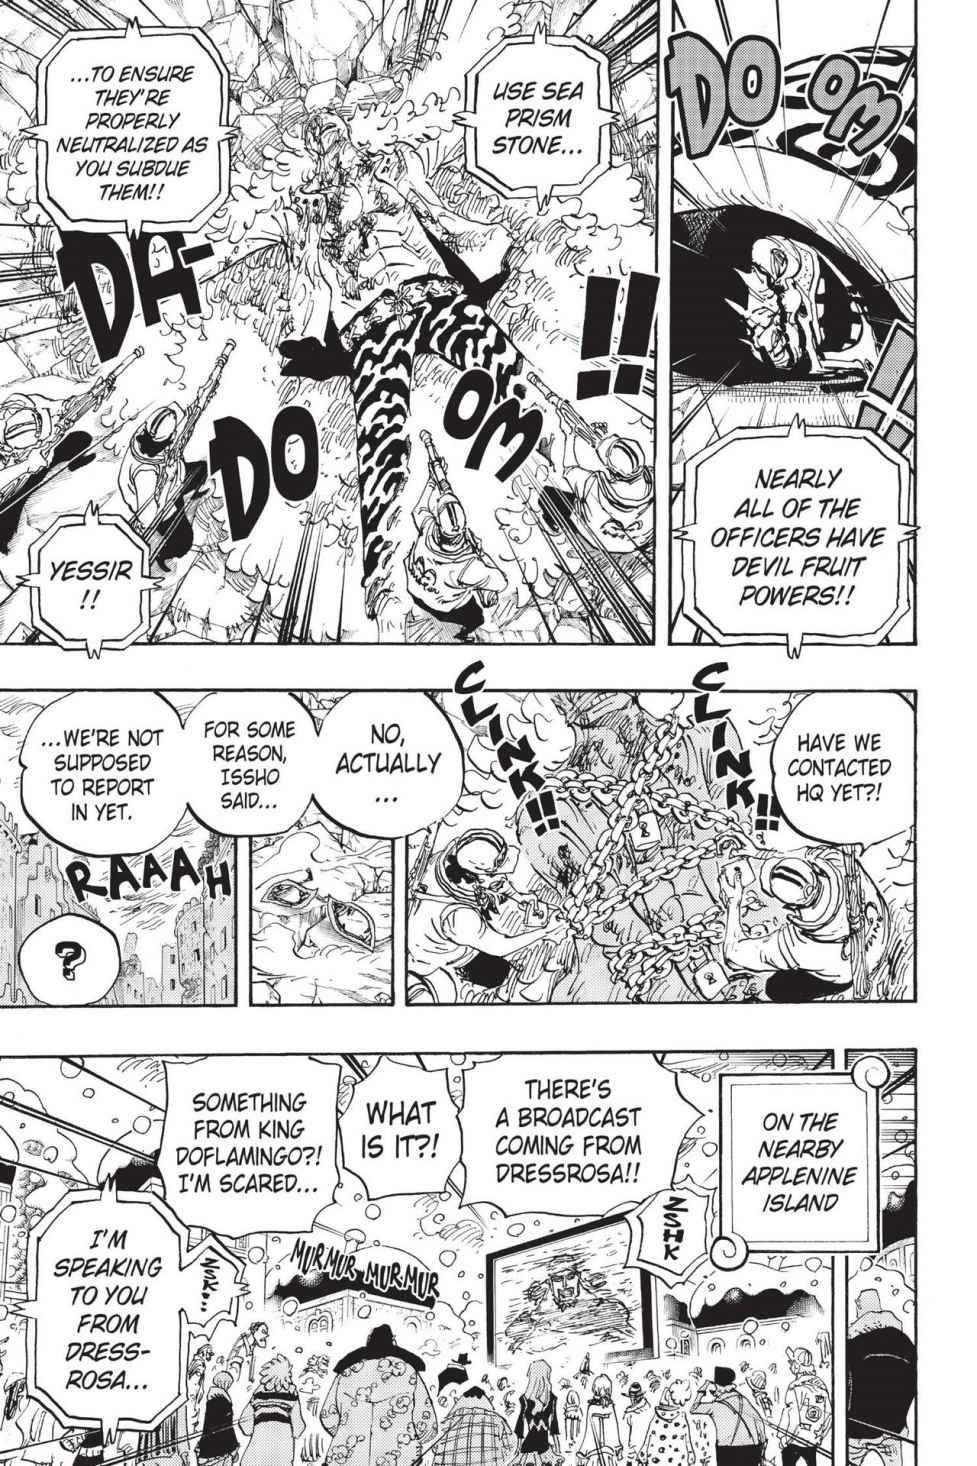 DO OM
NEARLY
ALL OF THE
OFFICERS HAVE
DEVIL FRUIT
POWERS!!
!!
USE SEA
PRISM
STONE...
...TO ENSURE
THEY'RE
PROPERLY
NEUTRALIZED AS
YOU SUBDUE
THEM!!
DA-
DO
OM
!!
YESSIR
!!
HAVE WE
CONTACTED
HQ YET?!
CLINK!!
CLINK!!
NO,
ACTUALLY
...
FOR SOME
REASON,
ISSHO
SAID...
...WE'RE NOT
SUPPOSED
TO REPORT
IN YET.
RAAAH
?
ON THE
NEARBY
APPLENINE
ISLAND
THERE'S
A BROADCAST
COMING FROM
DRESSROSA!!
ZSHK
WHAT
IS IT?!
SOMETHING
FROM KING
DOFLAMINGO?!
I'M SCARED...
MURMUR MURMUR
I'M
SPEAKING
TO YOU
FROM
DRESS-
ROSA...